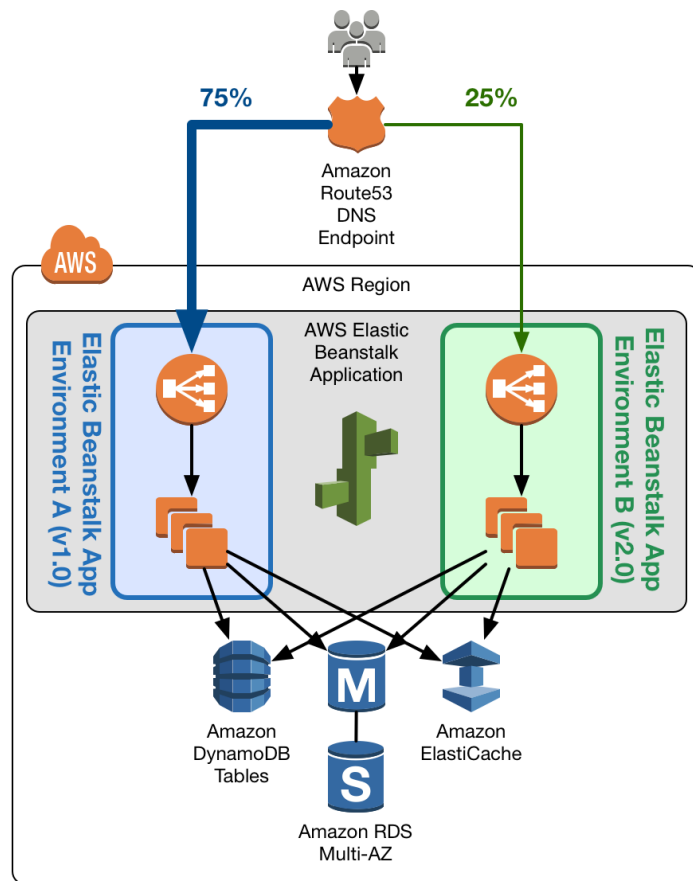 75%
25%
Amazon
Route53
DNS
Endpoint
AWS
AWS Region
Elastic Beanstalk App
Environment A (v1.0)
AWS Elastic
Beanstalk
Application
Elastic Beanstalk App
Environment B (v2.0)
Amazon
DynamoDB
Tables
M
S
Amazon RDS
Multi-AZ
Amazon
ElastiCache